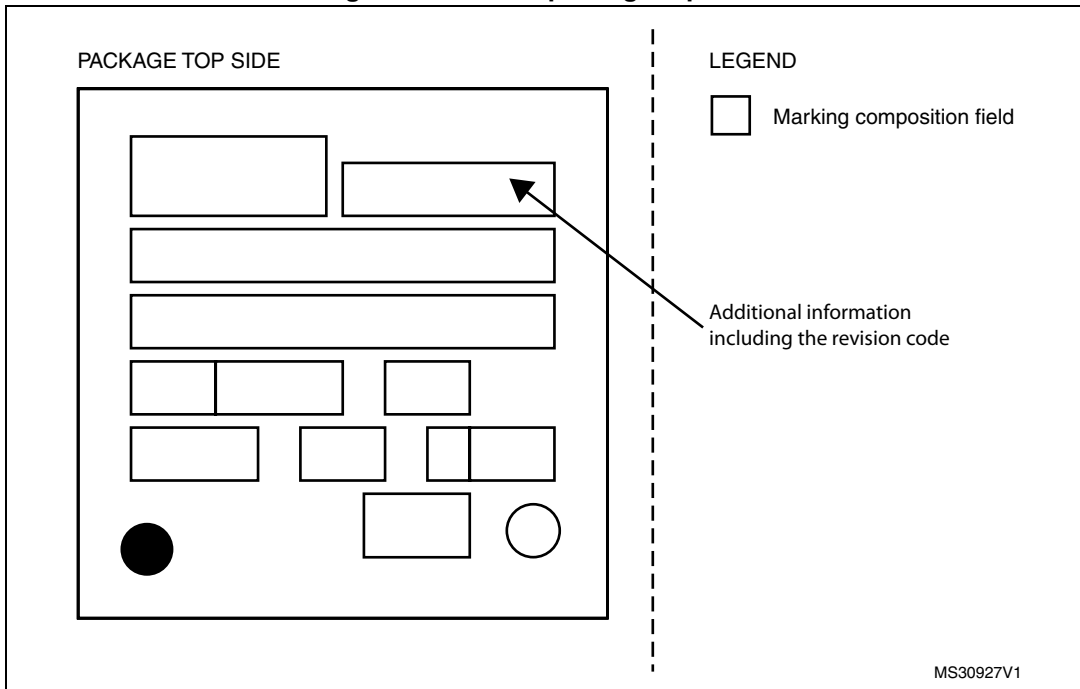 PACKAGE TOP SIDE
LEGEND
Marking composition field
Additional information
including the revision code
MS30927V1